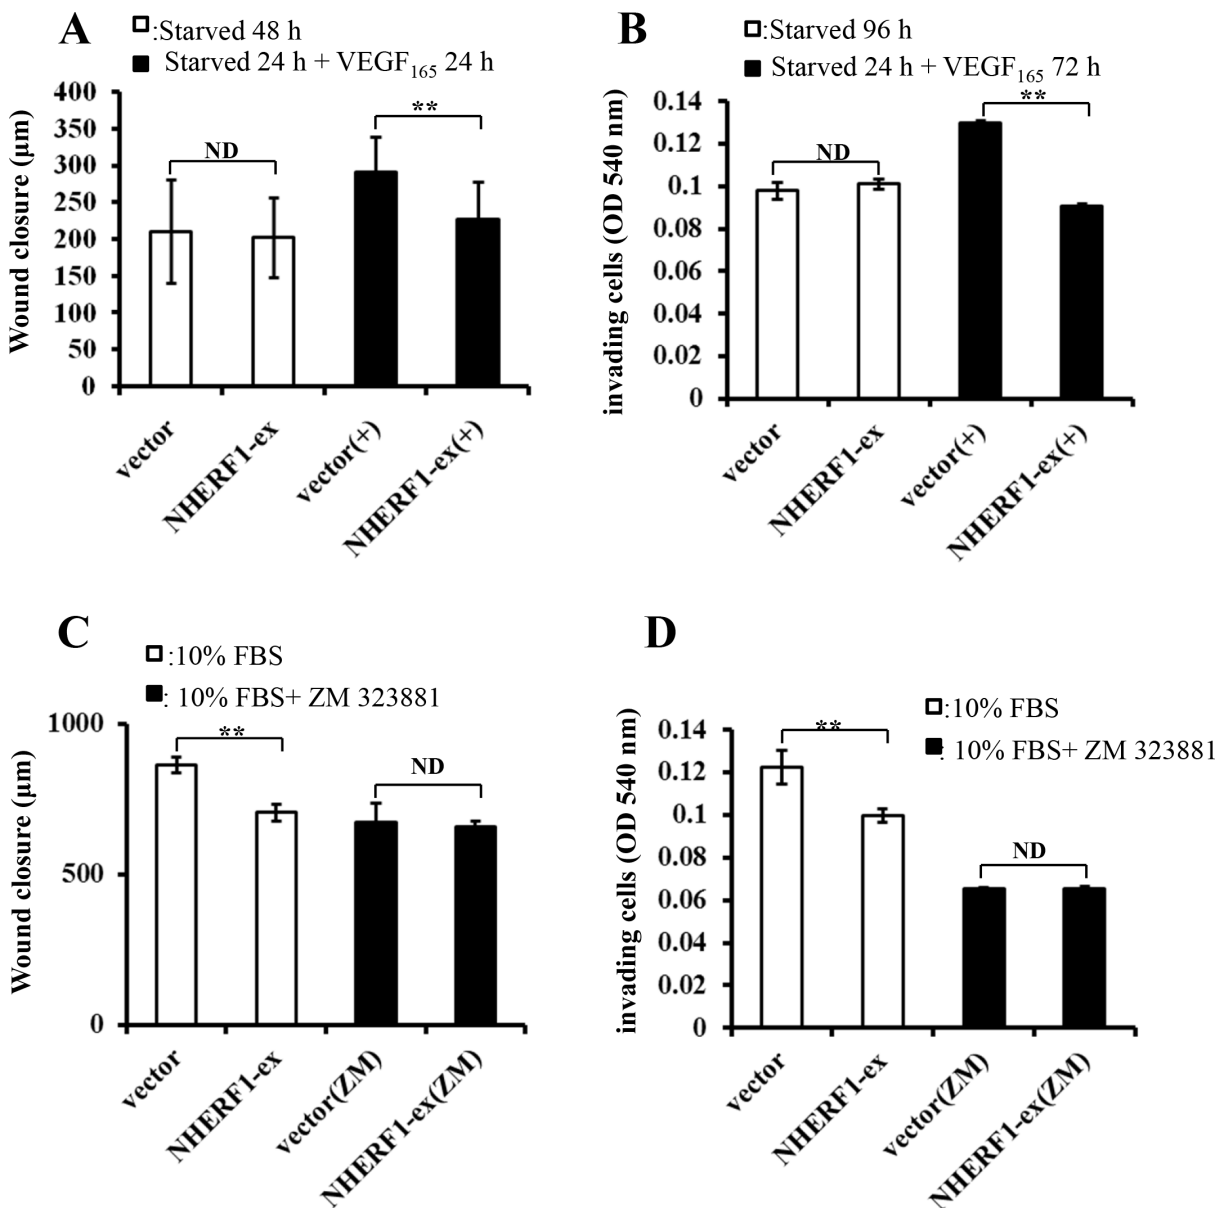 A
□:Starved 48 h
■ Starved 24 h + VEGF₁₆₅ 24 h
Wound closure (μm)
400
350
300
250
200
150
100
50
0
ND
**
vector
NHERF1-ex
vector(+)
NHERF1-ex(+)
B
□:Starved 96 h
■ Starved 24 h + VEGF₁₆₅ 72 h
invading cells (OD 540 nm)
0.14
0.12
0.1
0.08
0.06
0.04
0.02
0
ND
**
vector
NHERF1-ex
vector(+)
NHERF1-ex(+)
C
□:10% FBS
■: 10% FBS+ ZM 323881
Wound closure (μm)
1000
500
0
**
ND
vector
NHERF1-ex
vector(ZM)
NHERF1-ex(ZM)
D
□:10% FBS
■: 10% FBS+ ZM 323881
invading cells (OD 540 nm)
0.14
0.12
0.1
0.08
0.06
0.04
0.02
0
**
ND
vector
NHERF1-ex
vector(ZM)
NHERF1-ex(ZM)